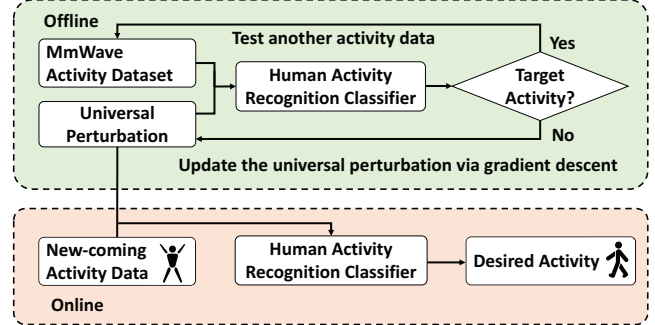 Offline
Test another activity data
Yes
MmWave
Activity Dataset
Human Activity
Recognition Classifier
Target
Activity?
Universal
Perturbation
No
Update the universal perturbation via gradient descent
New-coming
Activity Data
Human Activity
Recognition Classifier
Desired Activity
Online